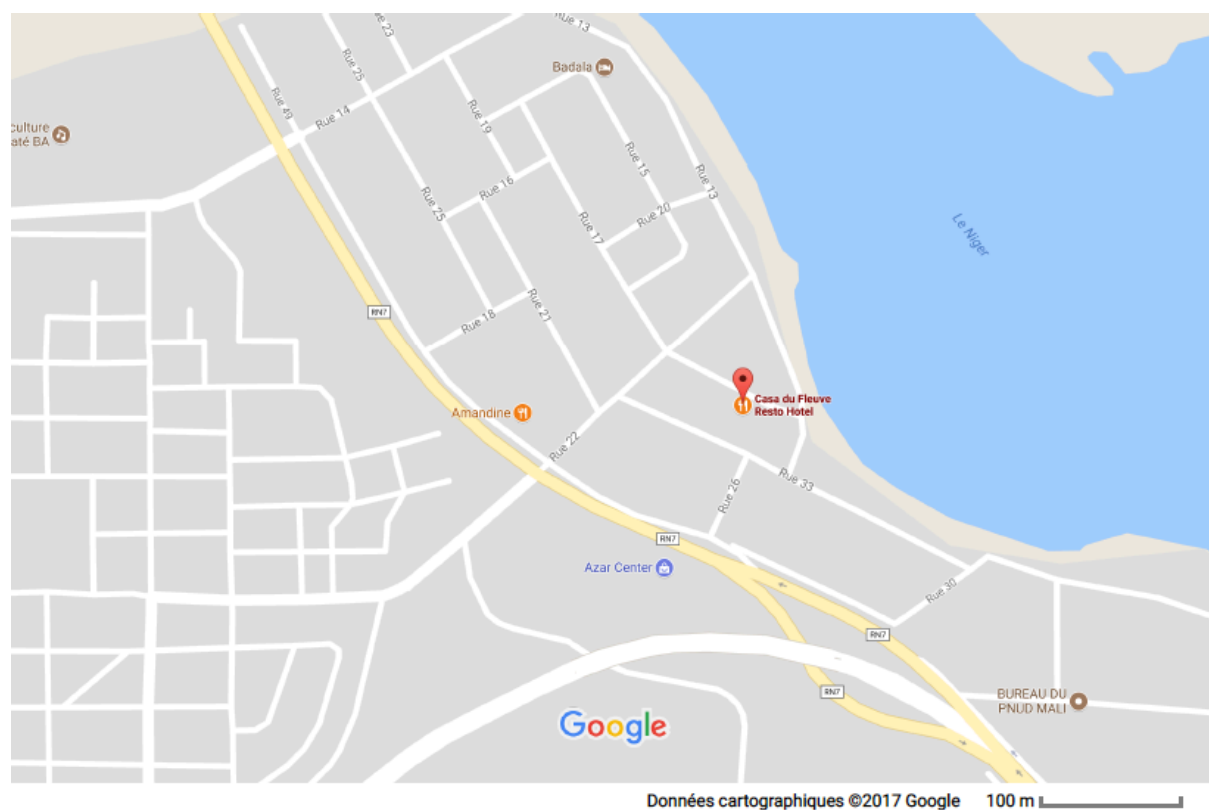 Rue 13
Rue 23
Rue 25
Badala
Rue 49
Rue 14
culture
até BA
Rue 19
Rue 15
Rue 16
Rue 13
Rue 25
Rue 20
Rue 17
Le Niger
RN7
Rue 18
Rue 21
Casa du Fleuve
Resto Hotel
Amandine
Rue 22
Rue 33
Rue 26
RN7
Azar Center
Rue 30
RN7
RN7
BUREAU DU
PNUD MALI
Google
Données cartographiques ©2017 Google 100 m